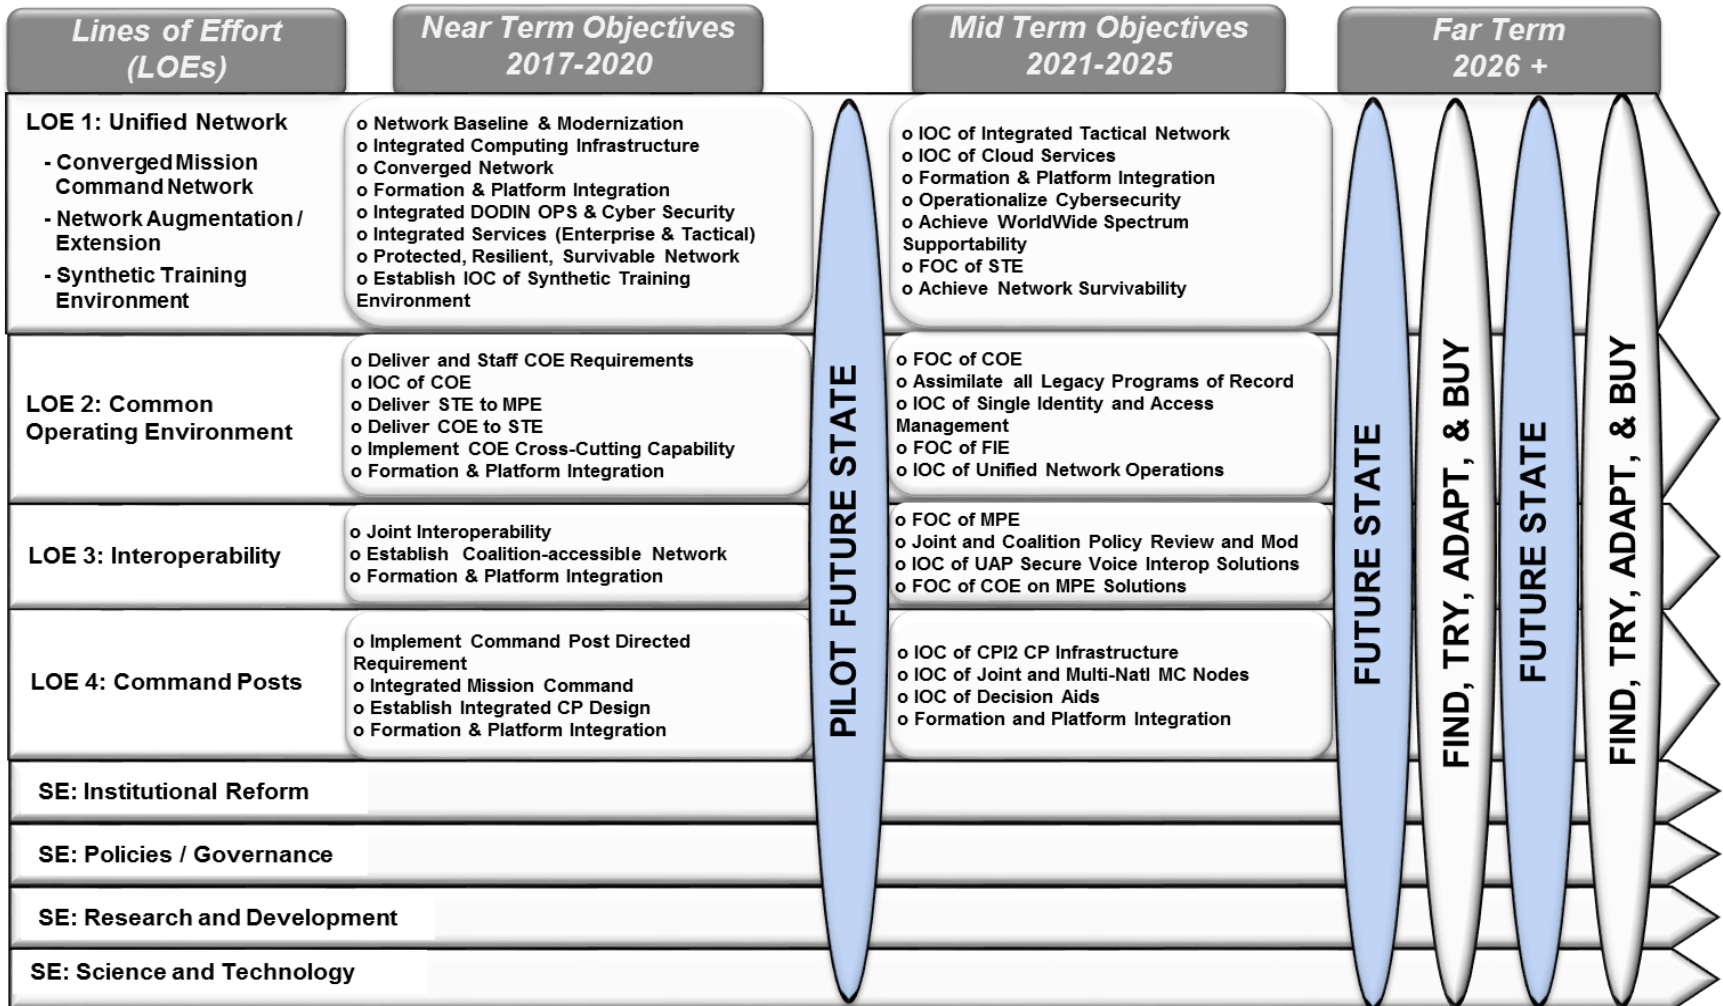 Lines of Effort
(LOEs)
Near Term Objectives
2017-2020
Mid Term Objectives
2021-2025
Far Term
2026 +
LOE 1: Unified Network
- Converged Mission
Command Network
- Network Augmentation /
Extension
- Synthetic Training
Environment
o Network Baseline & Modernization
o Integrated Computing Infrastructure
o Converged Network
o Formation & Platform Integration
o Integrated DODIN OPS & Cyber Security
o Integrated Services (Enterprise & Tactical)
o Protected, Resilient, Survivable Network
o Establish IOC of Synthetic Training
Environment
o IOC of Integrated Tactical Network
o IOC of Cloud Services
o Formation & Platform Integration
o Operationalize Cybersecurity
o Achieve WorldWide Spectrum
Supportability
o FOC of STE
o Achieve Network Survivability
LOE 2: Common
Operating Environment
o Deliver and Staff COE Requirements
o IOC of COE
o Deliver STE to MPE
o Deliver COE to STE
o Implement COE Cross-Cutting Capability
o Formation & Platform Integration
o FOC of COE
o Assimilate all Legacy Programs of Record
o IOC of Single Identity and Access
Management
o FOC of FIE
o IOC of Unified Network Operations
LOE 3: Interoperability
o Joint Interoperability
o Establish Coalition-accessible Network
o Formation & Platform Integration
o FOC of MPE
o Joint and Coalition Policy Review and Mod
o IOC of UAP Secure Voice Interop Solutions
o FOC of COE on MPE Solutions
LOE 4: Command Posts
o Implement Command Post Directed
Requirement
o Integrated Mission Command
o Establish Integrated CP Design
o Formation & Platform Integration
o IOC of CPI2 CP Infrastructure
o IOC of Joint and Multi-Natl MC Nodes
o IOC of Decision Aids
o Formation and Platform Integration
SE: Institutional Reform
SE: Policies / Governance
SE: Research and Development
SE: Science and Technology
PILOT FUTURE STATE
FUTURE STATE
FIND, TRY, ADAPT, & BUY
FUTURE STATE
FIND, TRY, ADAPT, & BUY